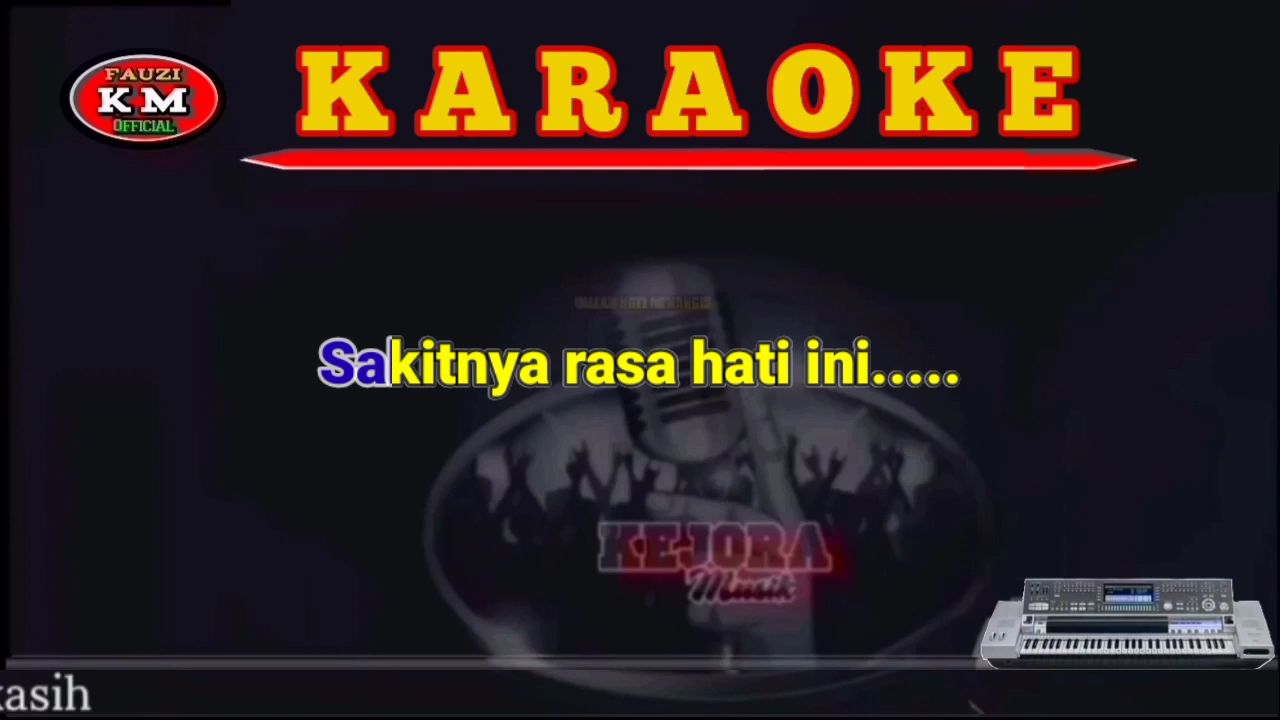 FAUZI
KM
OFFICIAL
KARAOKE
Sakitnya rasa hati ini.....
KEJORA
Musik
kasih